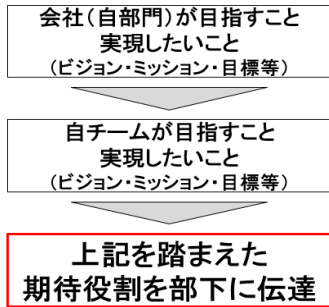 会社(自部門)が目指すこと
実現したいこと
(ビジョン・ミッション・目標等)
自チームが目指すこと
実現したいこと
(ビジョン・ミッション・目標等)
上記を踏まえた
期待役割を部下に伝達